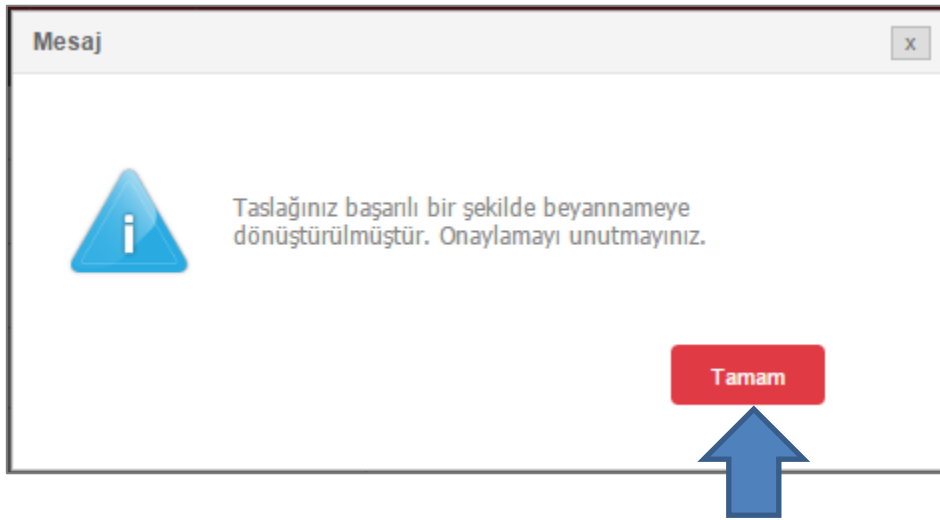 Mesaj
x
i
Taslağınız başarılı bir şekilde beyannameye
dönüştürülmüştür. Onaylamayı unutmayınız.
Tamam